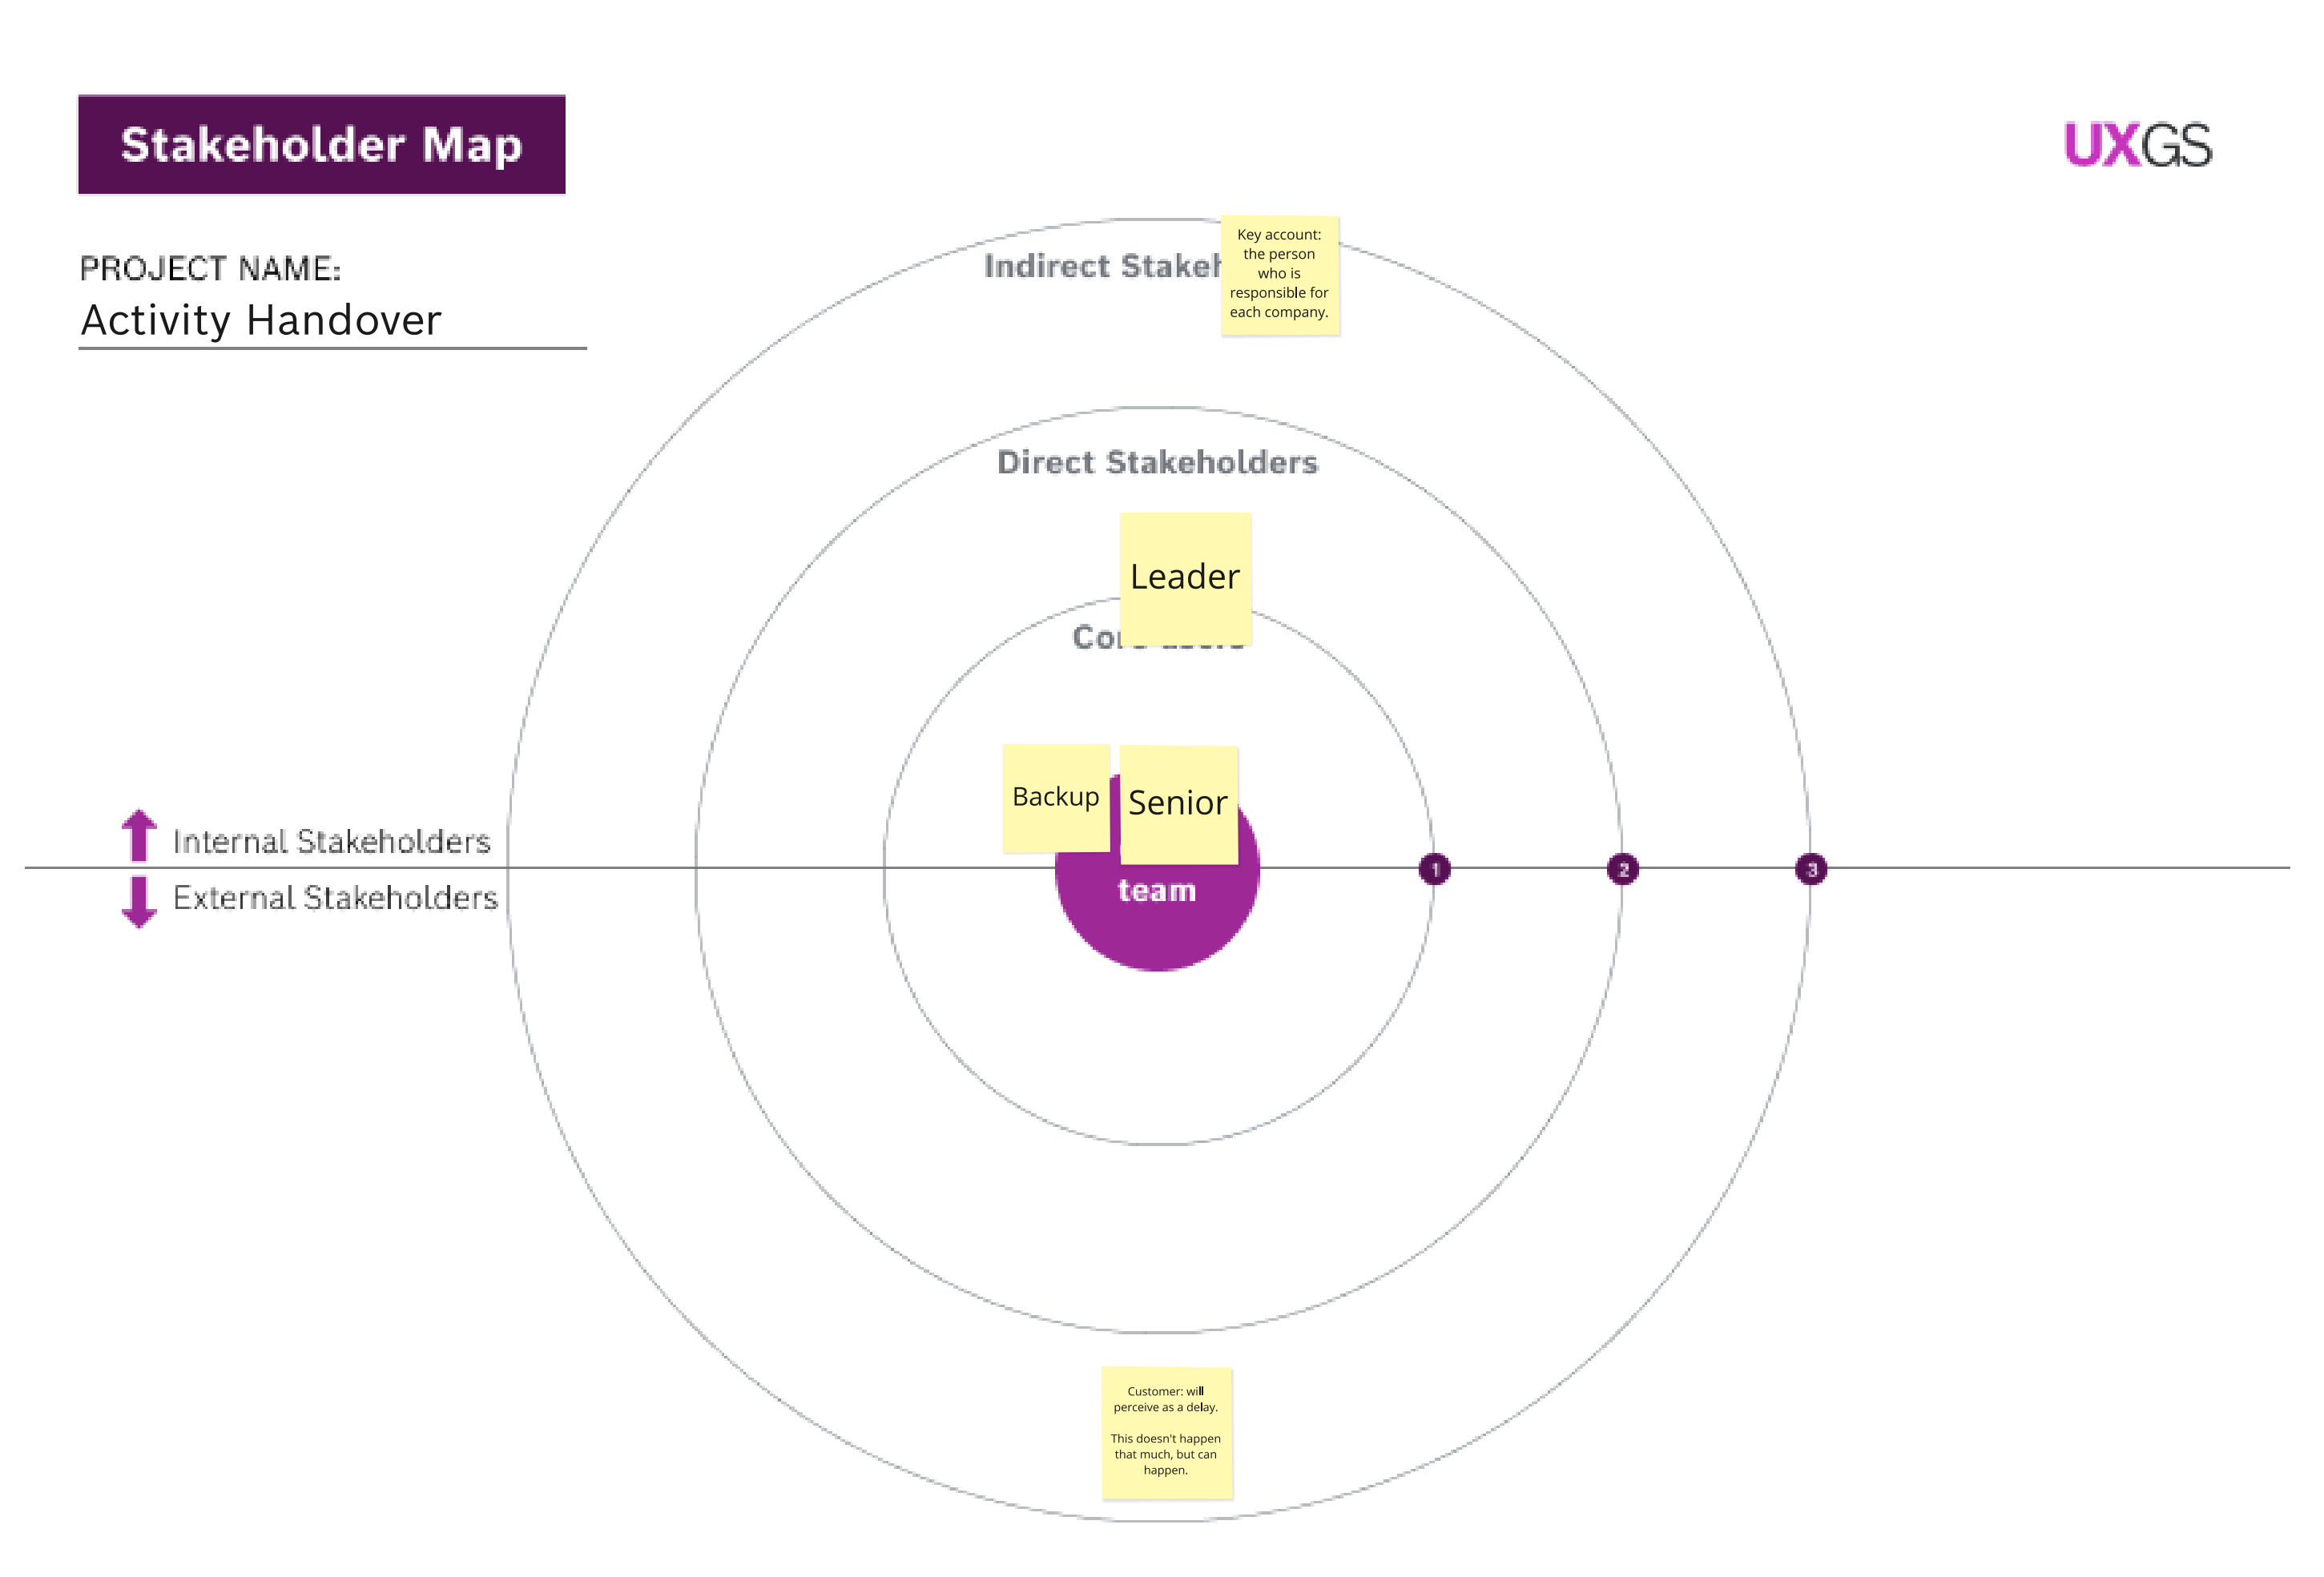 Stakeholder Map
UXGS
PROJECT NAME:
Activity Handover
Indirect
Key account:
the person
who is
responsible for
each company.
Direct Stakeholders
Leader
Backup
Senior
Internal Stakeholders
External Stakeholders
team
1
2
3
Customer: will
perceive as a delay.
This doesn't happen
that much, but can
happen.